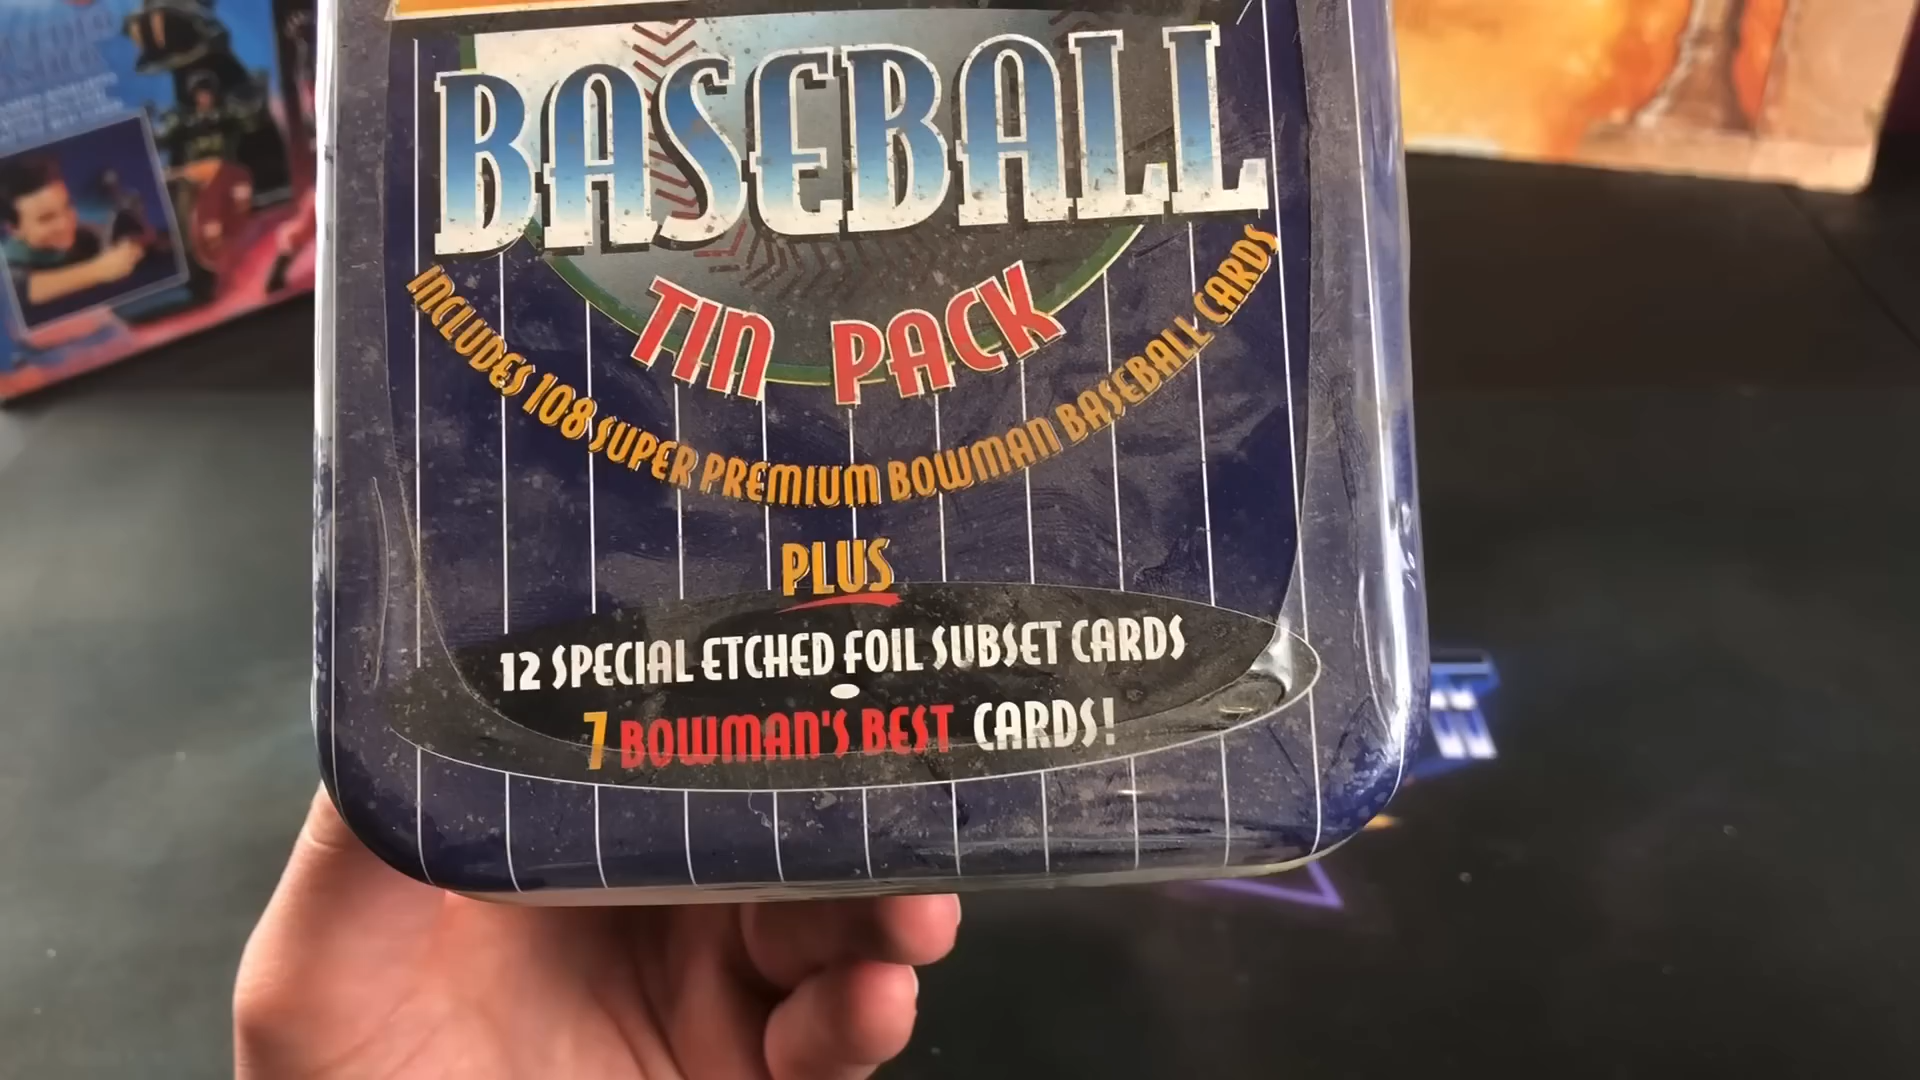 BASEBALL
TIN PACK
INCLUDES 108 SUPER PREMIUM BOWMAN BASEBALL CARDS
PLUS
12 SPECIAL ETCHED FOIL SUBSET CARDS
7 BOWMAN'S BEST CARDS!